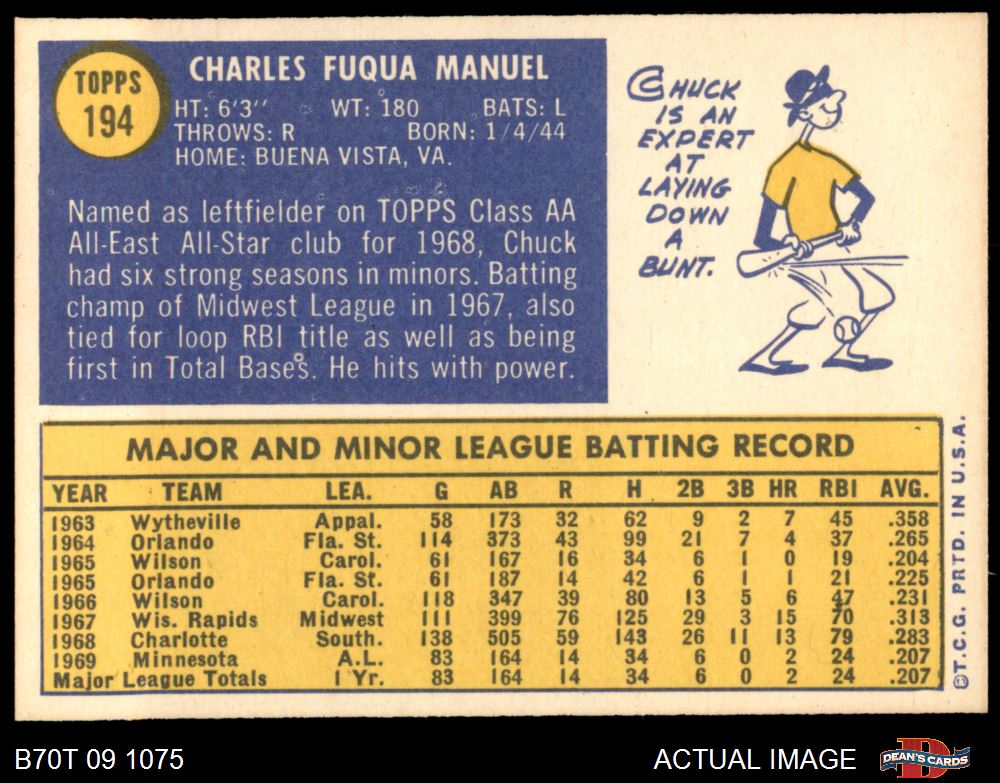 TOPPS
194
CHARLES FUQUA MANUEL
HT: 6'3'' WT: 180 BATS: L
THROWS: R BORN: 1/4/44
HOME: BUENA VISTA, VA.
Named as leftfielder on TOPPS Class AA
All-East All-Star club for 1968, Chuck
had six strong seasons in minors. Batting
champ of Midwest League in 1967, also
tied for loop RBI title as well as being
first in Total Bases. He hits with power.
CHUCK
IS AN
EXPERT
AT
LAYING
DOWN
A
BUNT.
MAJOR AND MINOR LEAGUE BATTING RECORD
YEAR TEAM LEA. G AB R H 2B 3B HR RBI AVG.
1963 Wytheville Appal. 58 173 32 62 9 2 7 45 .358
1964 Orlando Fla. St. 114 373 43 99 21 7 4 37 .265
1965 Wilson Carol. 61 167 16 34 6 1 0 19 .204
1965 Orlando Fla. St. 61 187 14 42 6 1 1 21 .225
1966 Wilson Carol. 118 347 39 80 13 5 6 47 .231
1967 Wis. Rapids Midwest 111 399 76 125 29 3 15 70 .313
1968 Charlotte South. 138 505 59 143 26 11 13 79 .283
1969 Minnesota A.L. 83 164 14 34 6 0 2 24 .207
Major League Totals 1 Yr. 83 164 14 34 6 0 2 24 .207
©T.C.G. PRTD. IN U.S.A.
B70T 09 1075
ACTUAL IMAGE
DEAN'S CARDS